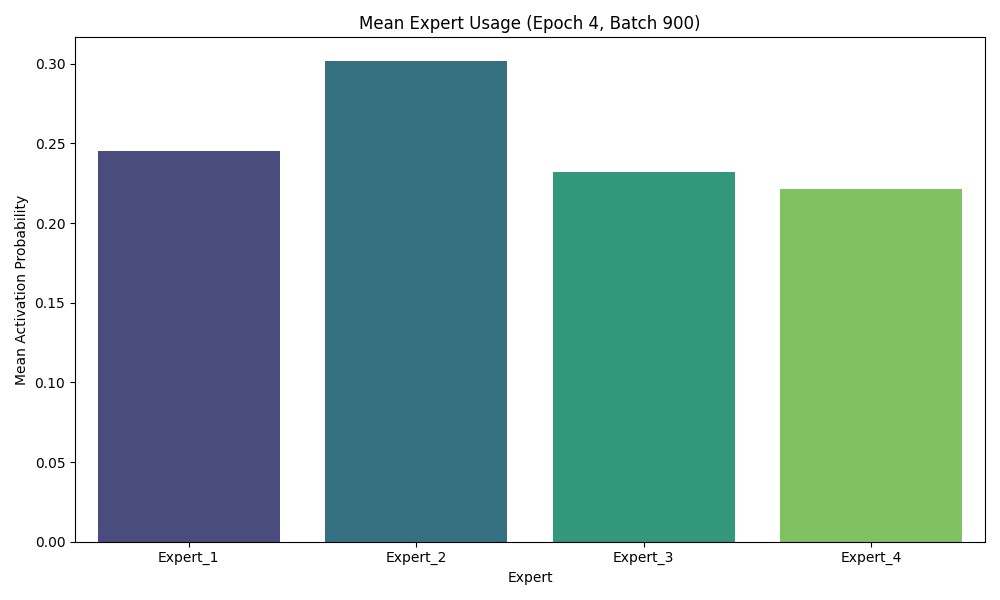 Mean Expert Usage (Epoch 4, Batch 900)
Mean Activation Probability
0.30
0.25
0.20
0.15
0.10
0.05
0.00
Expert_1
Expert_2
Expert_3
Expert_4
Expert